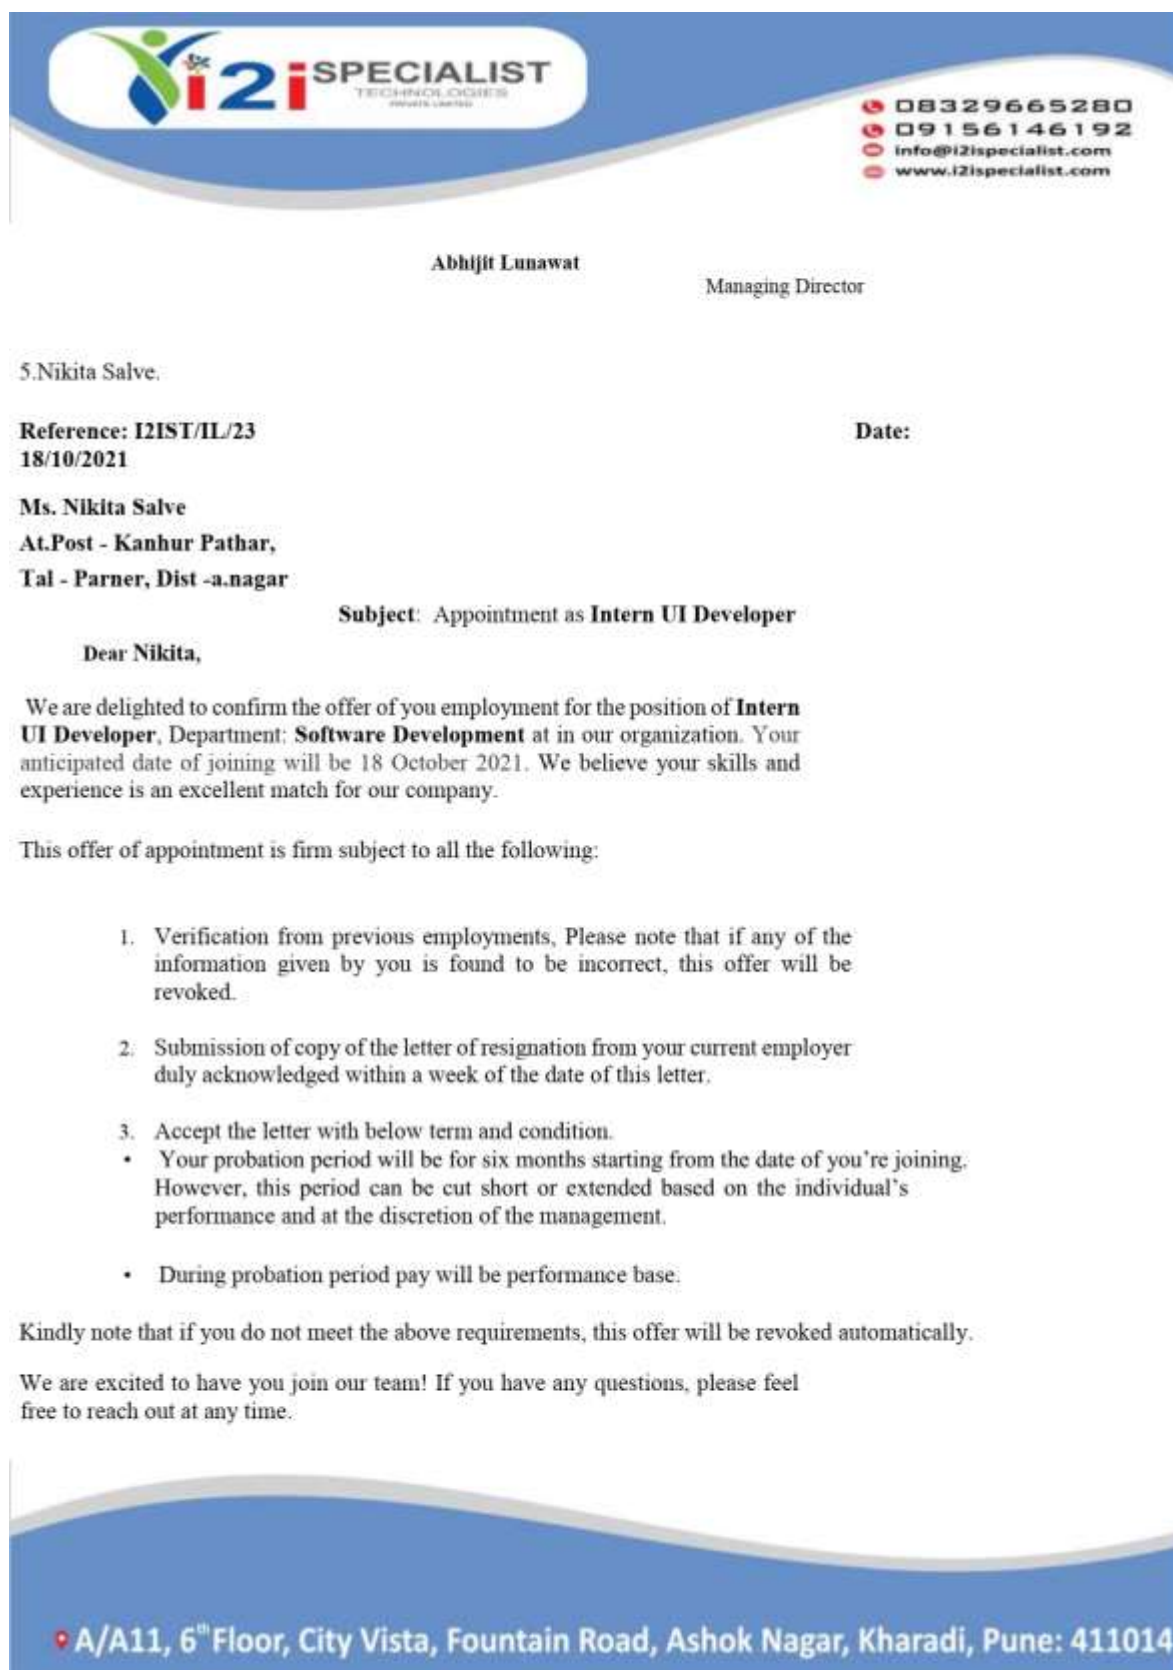 i2i SPECIALIST
TECHNOLOGIES
PRIVATE LIMITED
08329665280
09156146192
info@i2ispecialist.com
www.i2ispecialist.com
Abhijit Lunawat
Managing Director
5.Nikita Salve.
Reference: I2IST/IL/23 Date:
18/10/2021
Ms. Nikita Salve
At.Post - Kanhur Pathar,
Tal - Parner, Dist -a.nagar
Subject: Appointment as Intern UI Developer
Dear Nikita,
We are delighted to confirm the offer of you employment for the position of Intern
UI Developer, Department: Software Development at in our organization. Your
anticipated date of joining will be 18 October 2021. We believe your skills and
experience is an excellent match for our company.
This offer of appointment is firm subject to all the following:
1. Verification from previous employments, Please note that if any of the
information given by you is found to be incorrect, this offer will be
revoked.
2. Submission of copy of the letter of resignation from your current employer
duly acknowledged within a week of the date of this letter.
3. Accept the letter with below term and condition.
• Your probation period will be for six months starting from the date of you're joining.
However, this period can be cut short or extended based on the individual's
performance and at the discretion of the management.
• During probation period pay will be performance base.
Kindly note that if you do not meet the above requirements, this offer will be revoked automatically.
We are excited to have you join our team! If you have any questions, please feel
free to reach out at any time.
A/A11, 6th Floor, City Vista, Fountain Road, Ashok Nagar, Kharadi, Pune: 411014